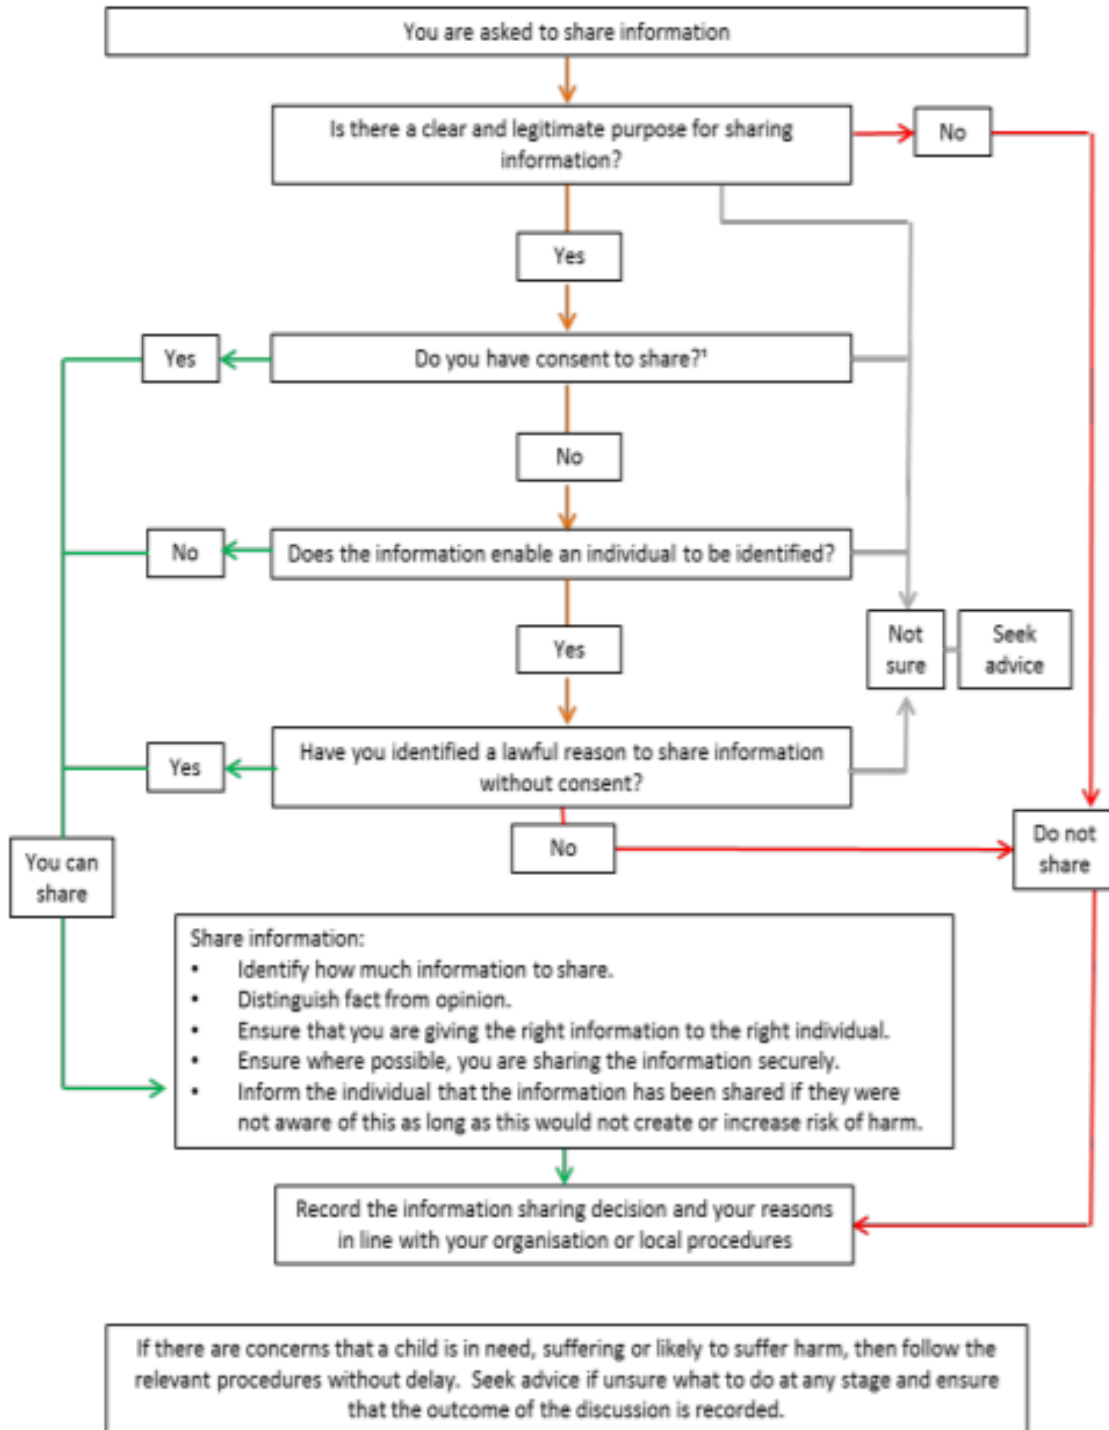 You are asked to share information
Is there a clear and legitimate purpose for sharing
information?
No
Yes
Yes
Do you have consent to share?¹
No
No
Does the information enable an individual to be identified?
Yes
Not
sure
Seek
advice
Yes
Have you identified a lawful reason to share information
without consent?
No
Do not
share
You can
share
Share information:
• Identify how much information to share.
• Distinguish fact from opinion.
• Ensure that you are giving the right information to the right individual.
• Ensure where possible, you are sharing the information securely.
• Inform the individual that the information has been shared if they were
not aware of this as long as this would not create or increase risk of harm.
Record the information sharing decision and your reasons
in line with your organisation or local procedures
If there are concerns that a child is in need, suffering or likely to suffer harm, then follow the
relevant procedures without delay. Seek advice if unsure what to do at any stage and ensure
that the outcome of the discussion is recorded.